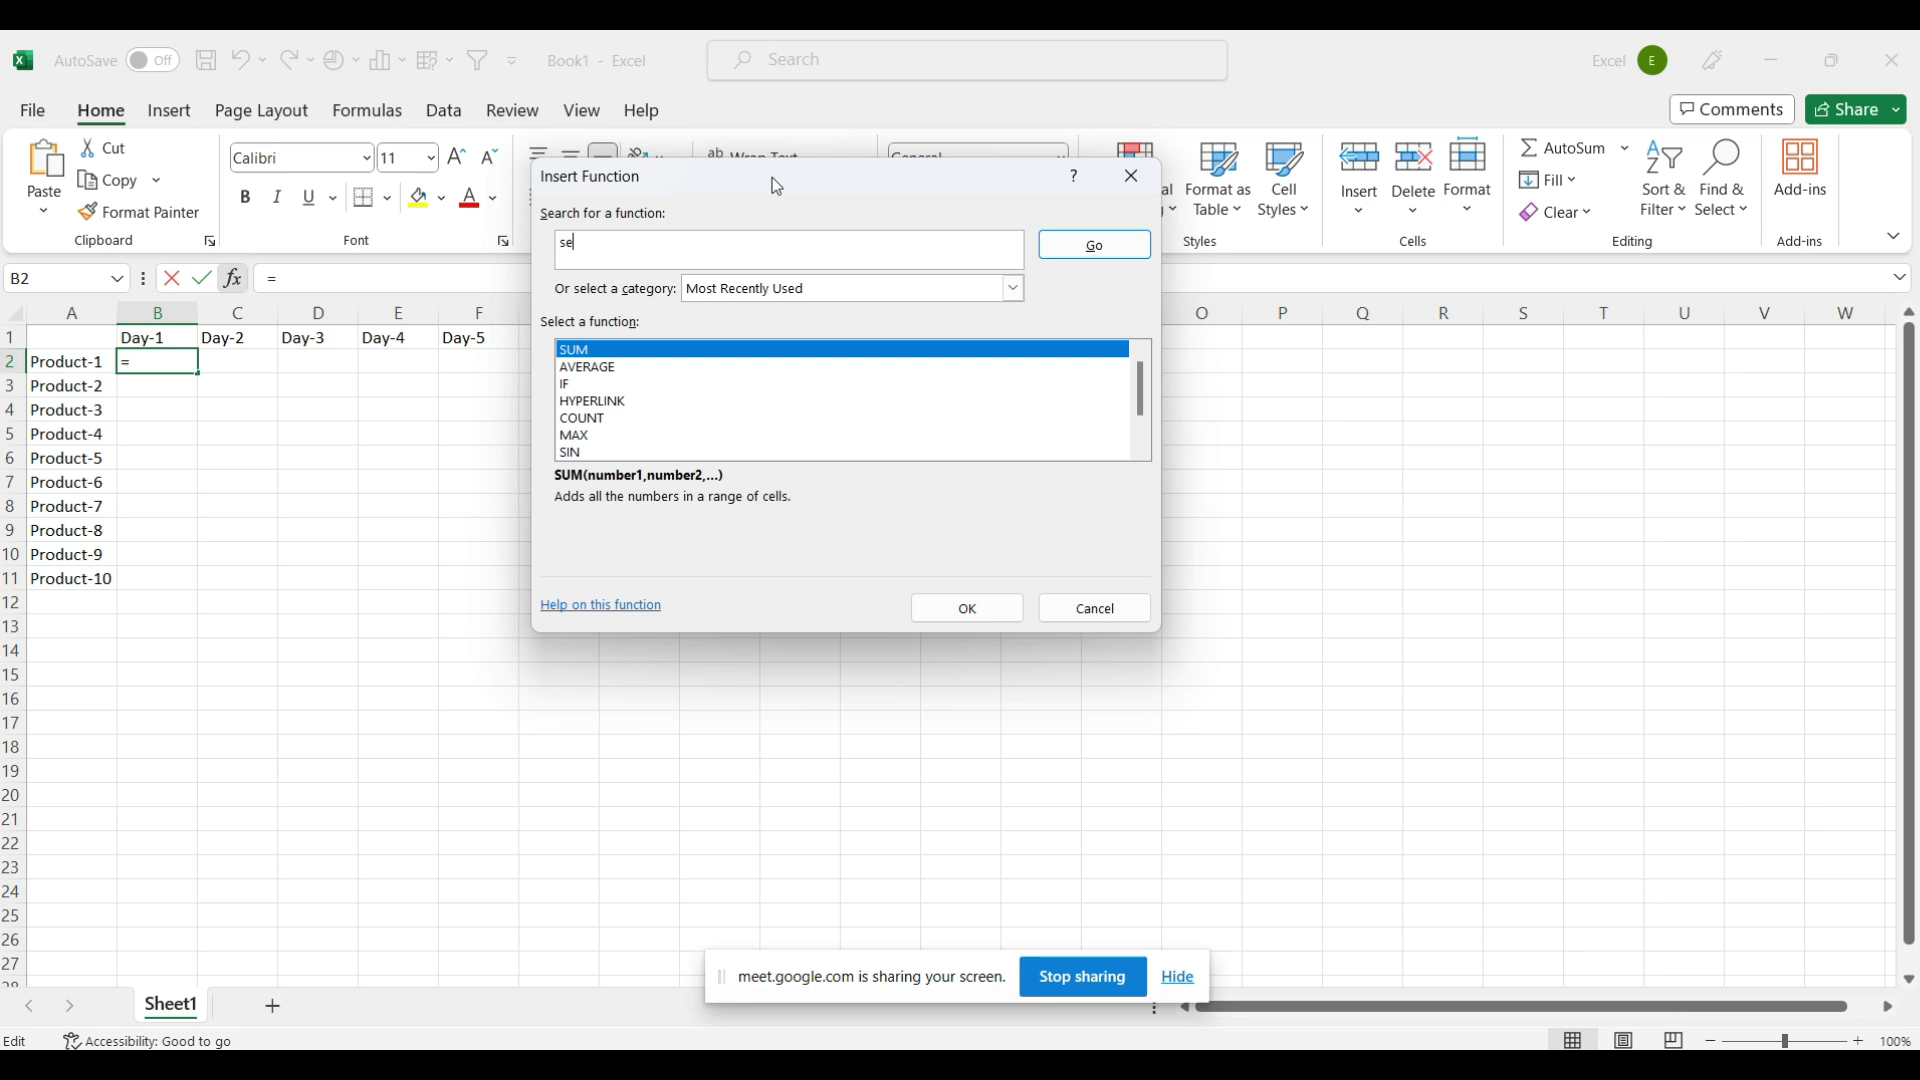 AutoSave Off Book1 - Excel Search Excel E
File Home Insert Page Layout Formulas Data Review View Help Comments Share
Paste Cut Copy Format Painter Clipboard
Calibri 11 B I U A Font
ab
Format as Table Cell Styles Styles
Insert Delete Format Cells
AutoSum Fill Clear Sort & Filter Find & Select Editing
Add-ins Add-ins
B2 fx =
Insert Function ?
Search for a function:
se
Go
Or select a category: Most Recently Used
Select a function:
SUM
AVERAGE
IF
HYPERLINK
COUNT
MAX
SIN
SUM(number1,number2,...)
Adds all the numbers in a range of cells.
Help on this function OK Cancel
A B C D E F O P Q R S T U V W
1 Day-1 Day-2 Day-3 Day-4 Day-5
2 Product-1 =
3 Product-2
4 Product-3
5 Product-4
6 Product-5
7 Product-6
8 Product-7
9 Product-8
10 Product-9
11 Product-10
12
13
14
15
16
17
18
19
20
21
22
23
24
25
26
27
meet.google.com is sharing your screen. Stop sharing Hide
Sheet1
Edit Accessibility: Good to go 100%